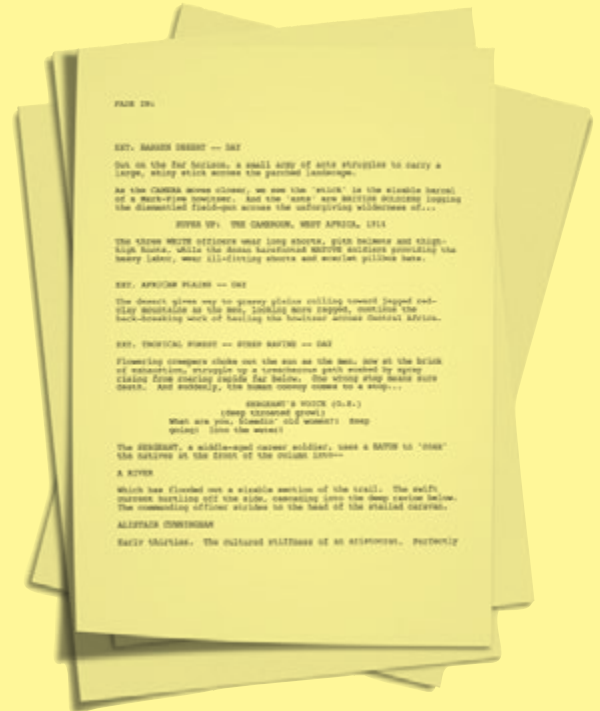 FADE IN:
EXT. BARREN DESERT -- DAY
Out on the far horizon, a small army of ants struggles to carry a
large, shiny stick across the parched landscape.
As the CAMERA moves closer, we see the 'stick' is the sizable barrel
of a Mark-Five howitzer. And the 'ants' are BRITISH SOLDIERS lugging
the dismantled field-gun across the unforgiving wilderness of...
SUPER UP: THE CAMEROON, WEST AFRICA, 1914
The three WHITE officers wear long shorts, pith helmets and thigh-
high boots, while the dozen barefooted NATIVE soldiers providing the
heavy labor, wear ill-fitting shorts and scarlet pillbox hats.
EXT. AFRICAN PLAINS -- DAY
The desert gives way to grassy plains rolling toward jagged red-
clay mountains as the men, looking more ragged, continue the
back-breaking work of hauling the howitzer across Central Africa.
EXT. TROPICAL FOREST -- STEEP RAVINE -- DAY
Flowering creepers choke out the sun as the men, now at the brink
of exhaustion, struggle up a treacherous path soaked by spray
rising from roaring rapids far below. One wrong step means sure
death. And suddenly, the human convoy comes to a stop...
SERGEANT'S VOICE (O.S.)
(deep throated growl)
What are you, bleedin' old women?! Keep
going! Into the water!
The SERGEANT, a middle-aged career soldier, uses a BATON to 'coax'
the natives at the front of the column into--
A RIVER
Which has flooded out a sizable section of the trail. The swift
current hurtling off the side, cascading into the deep ravine below.
The commanding officer strides to the head of the stalled caravan.
ALISTAIR CUNNINGHAM
Early thirties. The cultured stiffness of an aristocrat. Perfectly